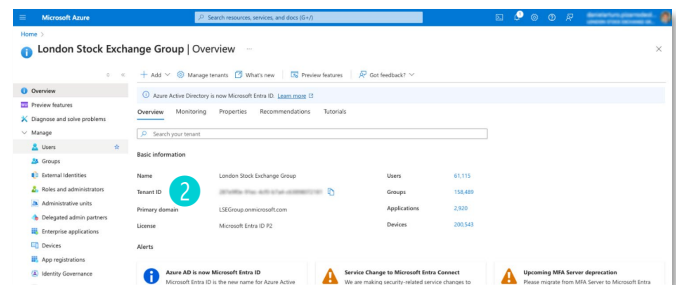 Microsoft Azure
Search resources, services, and docs (G+/)
Home >
London Stock Exchange Group | Overview ...
+ Add Manage tenants What's new Preview features Got feedback?
Overview
Preview features
Diagnose and solve problems
Manage
Users
Groups
External Identities
Roles and administrators
Administrative units
Delegated admin partners
Enterprise applications
Devices
App registrations
Identity Governance
Azure Active Directory is now Microsoft Entra ID. Learn more
Overview Monitoring Properties Recommendations Tutorials
Search your tenant
Basic information
Name London Stock Exchange Group Users 61,115
Tenant ID 2 Groups 158,489
Primary domain LSEGroup.onmicrosoft.com Applications 2,920
License Microsoft Entra ID P2 Devices 200,543
Alerts
Azure AD is now Microsoft Entra ID
Microsoft Entra ID is the new name for Azure Active
Service Change to Microsoft Entra Connect
We are making security-related service changes to
Upcoming MFA Server deprecation
Please migrate from MFA Server to Microsoft Entra